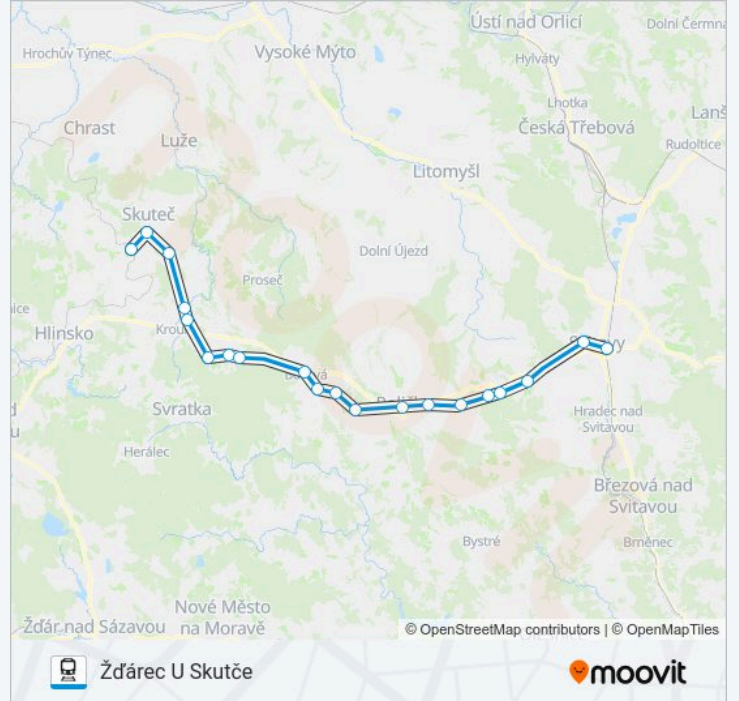 Ústí nad Orlicí
Dolní Čermná
Hrochův Týnec
Vysoké Mýto
Hylváty
Lhotka
Česká Třebová
Chrast
Luže
Rudoltice
Litomyšl
Skuteč
Dolní Újezd
Proseč
Hlinsko
Svratka
Hradec nad
Svitavou
Herálec
Březová nad
Svitavou
Bystré
Brněnec
Nové Město
na Moravě
Žďár nad Sázavou
© OpenStreetMap contributors | © OpenMapTiles
Žďárec U Skutče
moovit